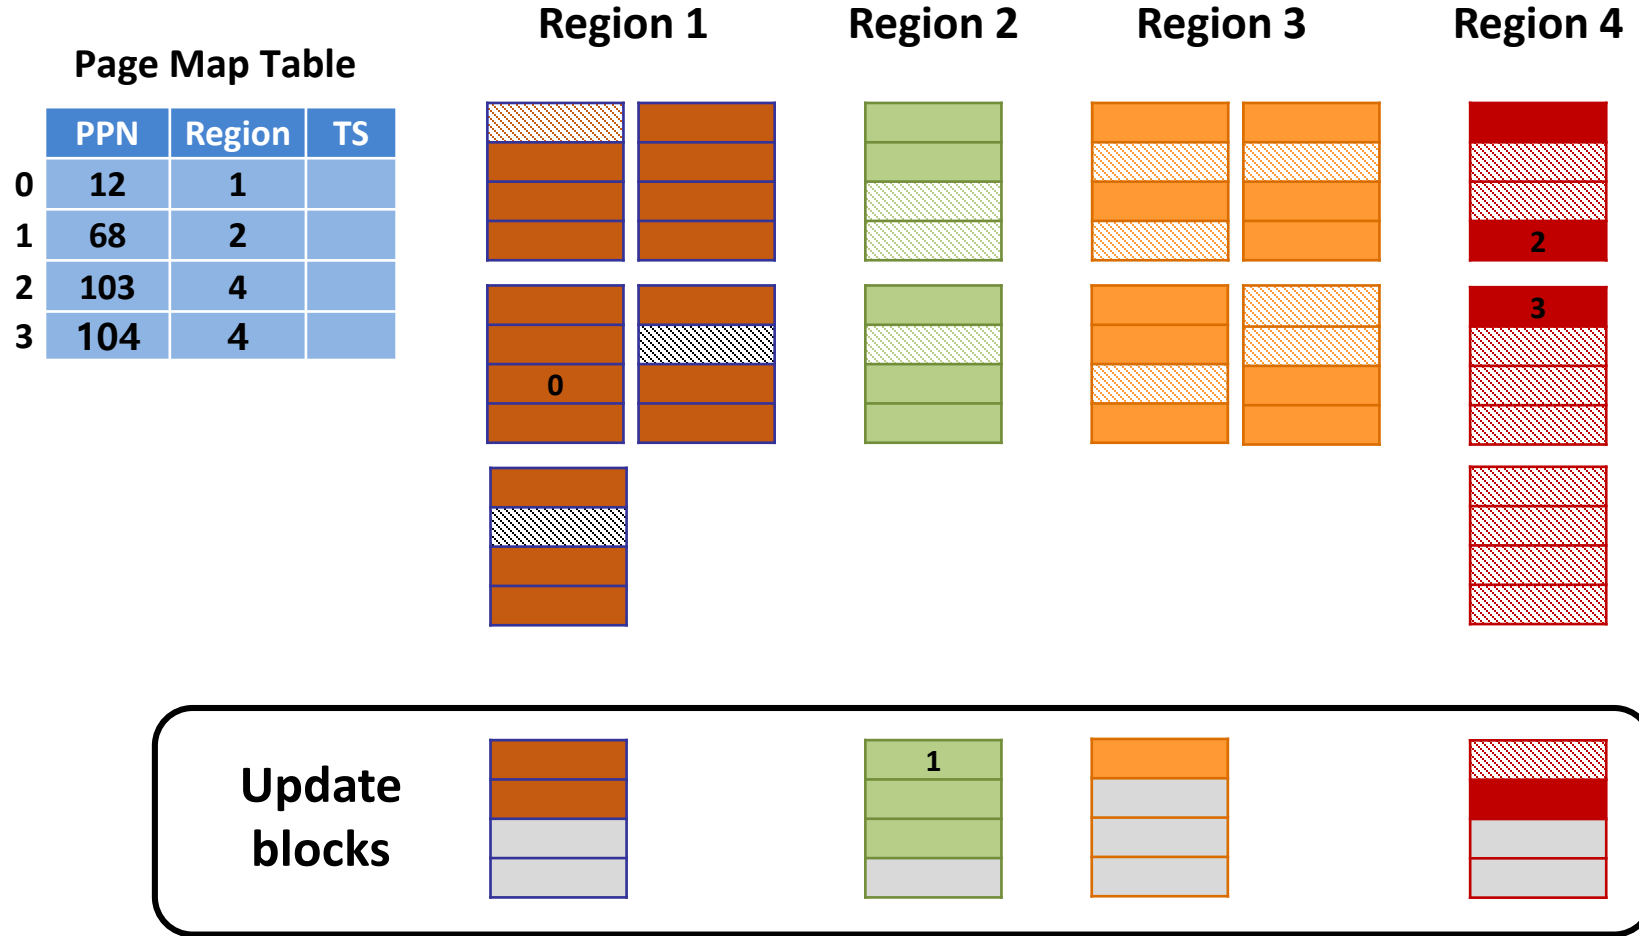 Region 1 Region 2 Region 3 Region 4
Page Map Table
PPN Region TS
0 12 1
1 68 2
2 103 4
3 104 4
2
3
0
1
Update
blocks